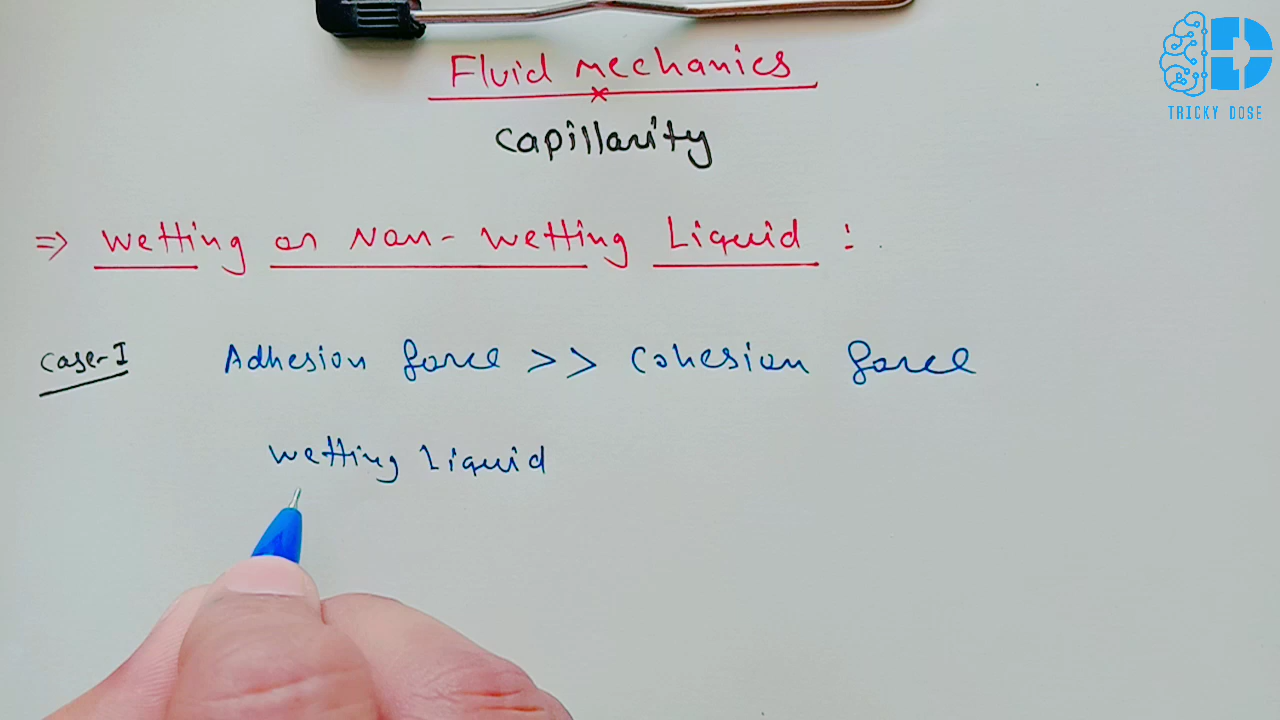 Fluid mechanics
Capillarity
⇒ Wetting or Non-Wetting Liquid :
Case-I Adhesion force >> Cohesion force
Wetting Liquid
TRICKY DOSE